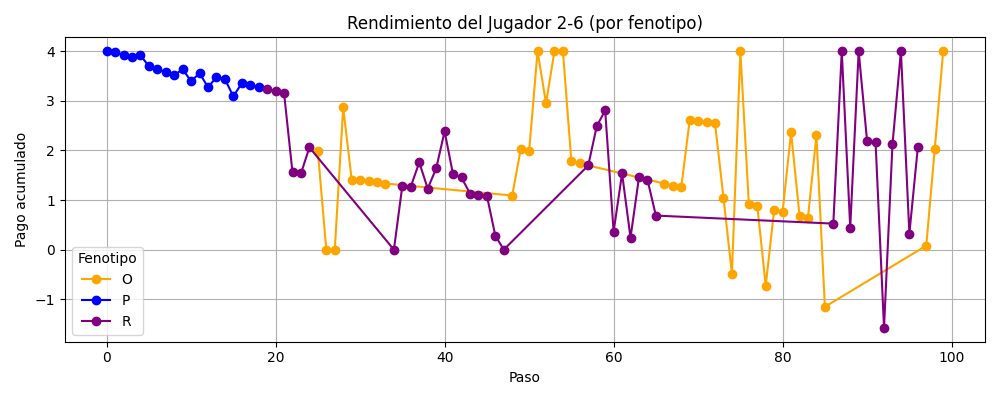 Rendimiento del Jugador 2-6 (por fenotipo)
Pago acumulado
4
3
2
1
0
−1
Fenotipo
O
P
R
0 20 40 60 80 100
Paso